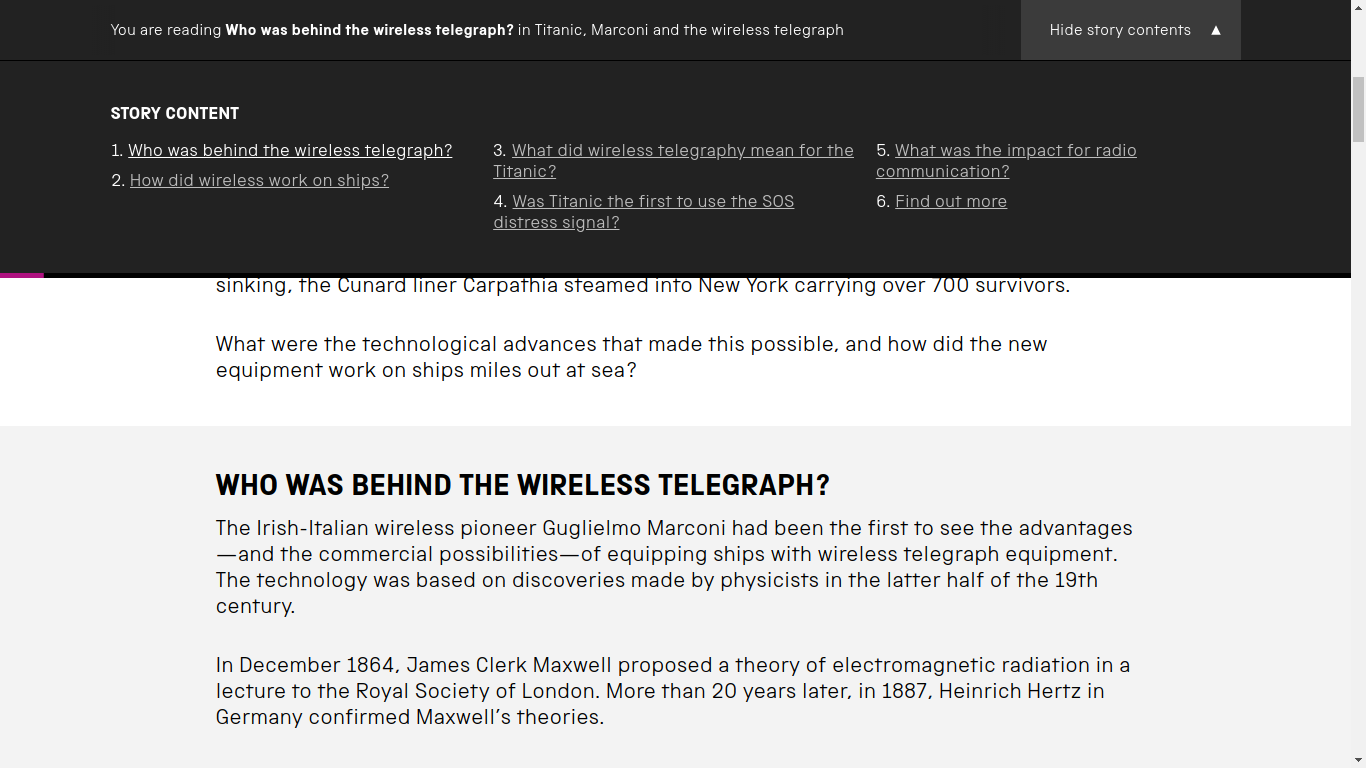 You are reading Who was behind the wireless telegraph? in Titanic, Marconi and the wireless telegraph
Hide story contents ▲
STORY CONTENT
1. Who was behind the wireless telegraph?
2. How did wireless work on ships?
3. What did wireless telegraphy mean for the
Titanic?
4. Was Titanic the first to use the SOS
distress signal?
5. What was the impact for radio
communication?
6. Find out more
sinking, the Cunard liner Carpathia steamed into New York carrying over 700 survivors.
What were the technological advances that made this possible, and how did the new
equipment work on ships miles out at sea?
WHO WAS BEHIND THE WIRELESS TELEGRAPH?
The Irish-Italian wireless pioneer Guglielmo Marconi had been the first to see the advantages
—and the commercial possibilities—of equipping ships with wireless telegraph equipment.
The technology was based on discoveries made by physicists in the latter half of the 19th
century.
In December 1864, James Clerk Maxwell proposed a theory of electromagnetic radiation in a
lecture to the Royal Society of London. More than 20 years later, in 1887, Heinrich Hertz in
Germany confirmed Maxwell’s theories.